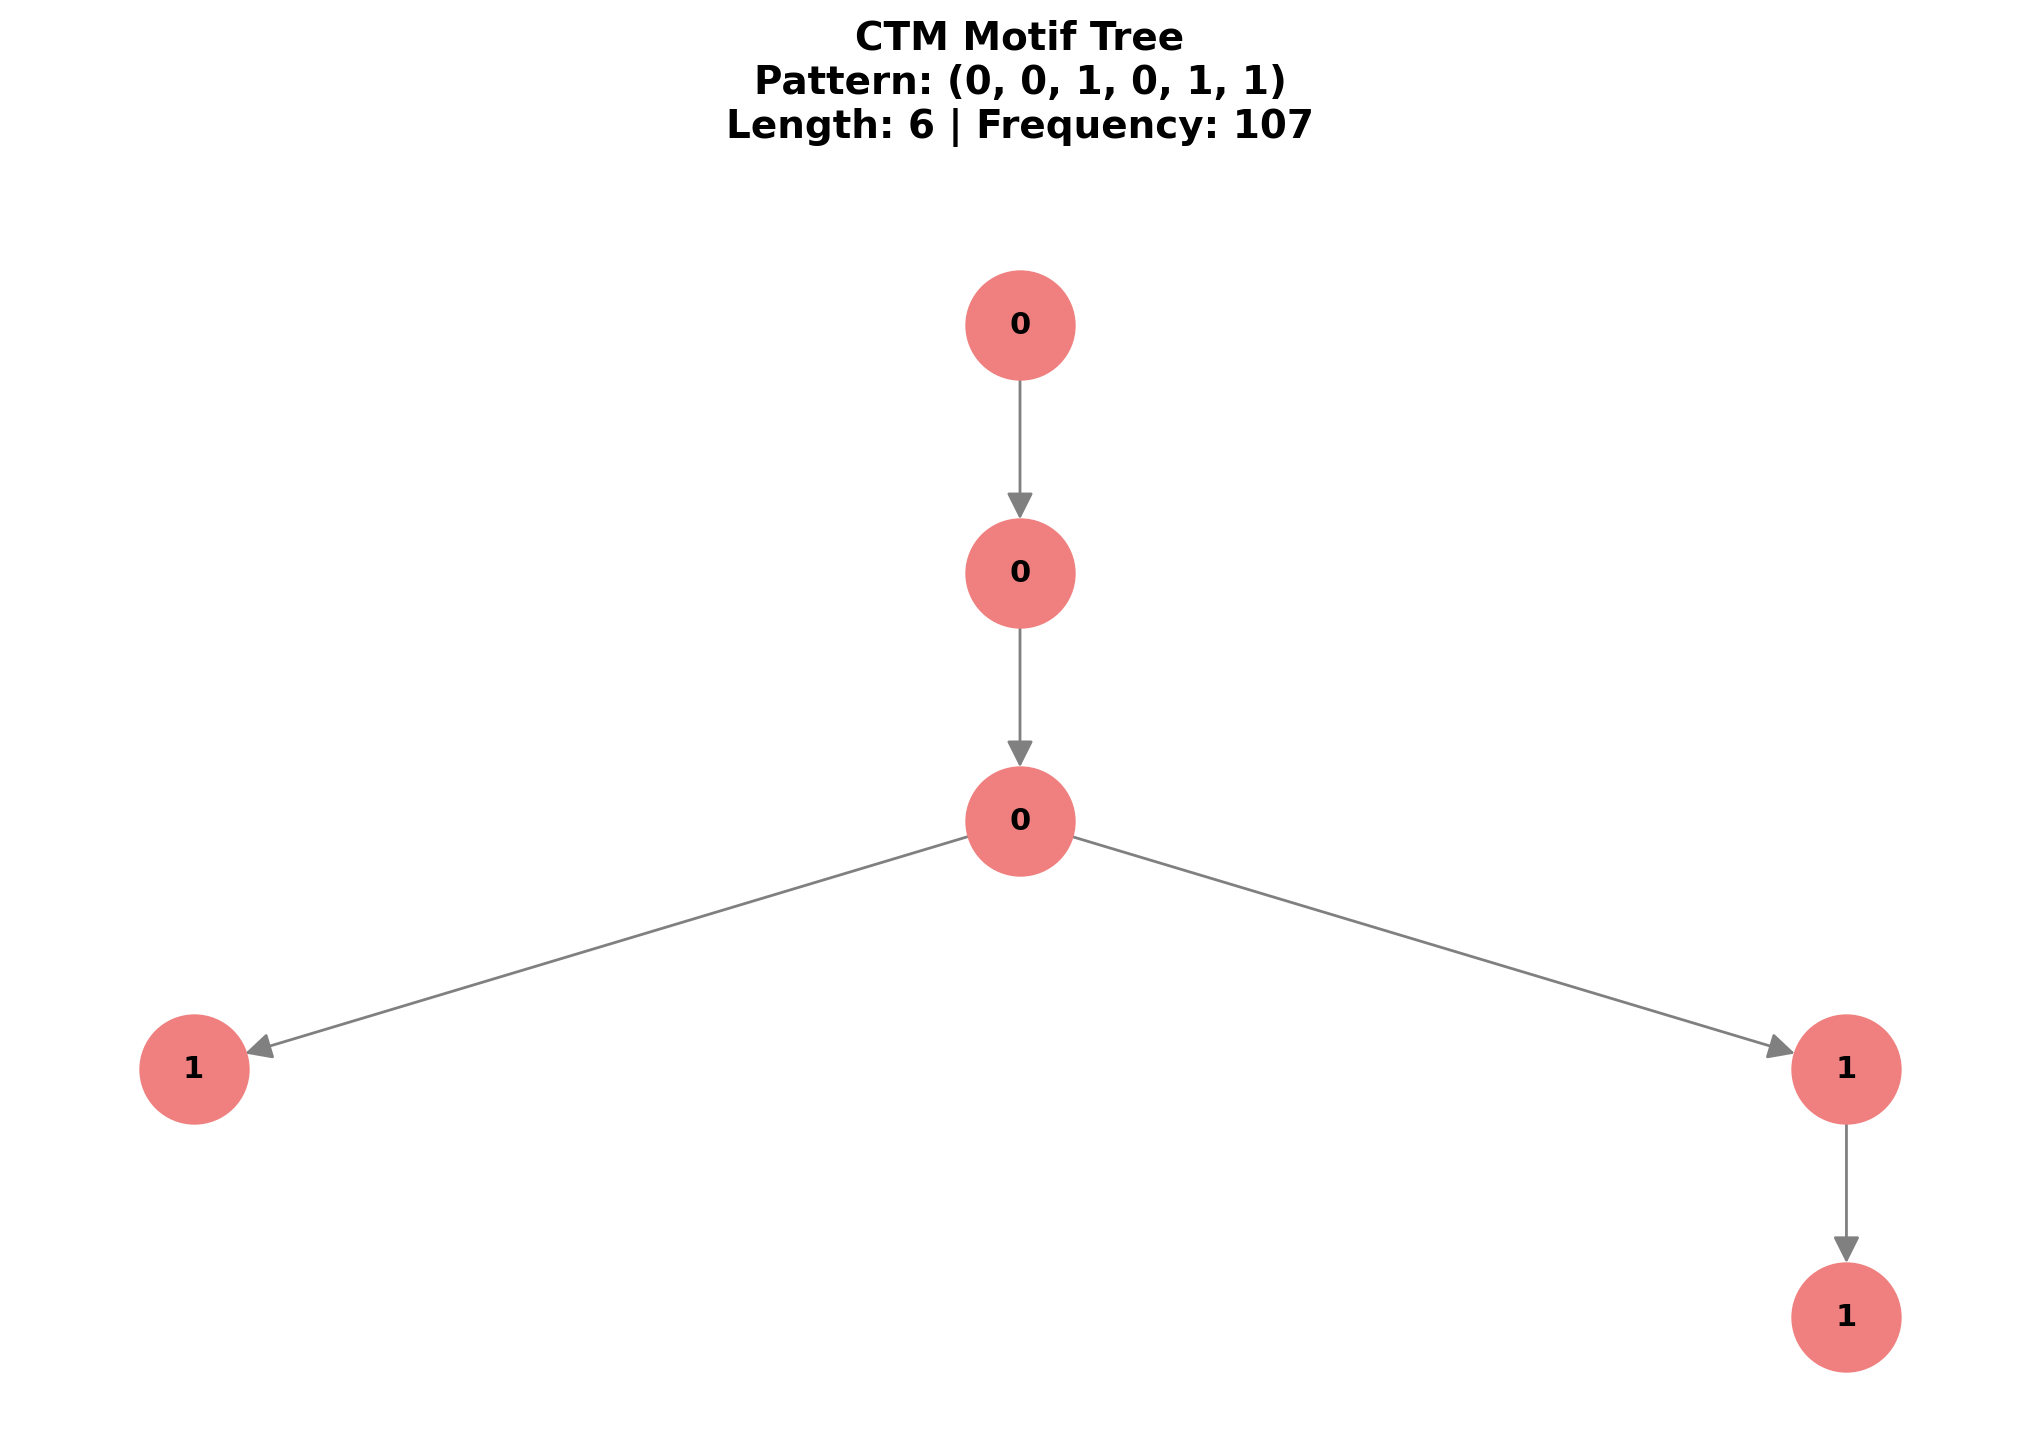 CTM Motif Tree
Pattern: (0, 0, 1, 0, 1, 1)
Length: 6 | Frequency: 107
0
0
0
1
1
1